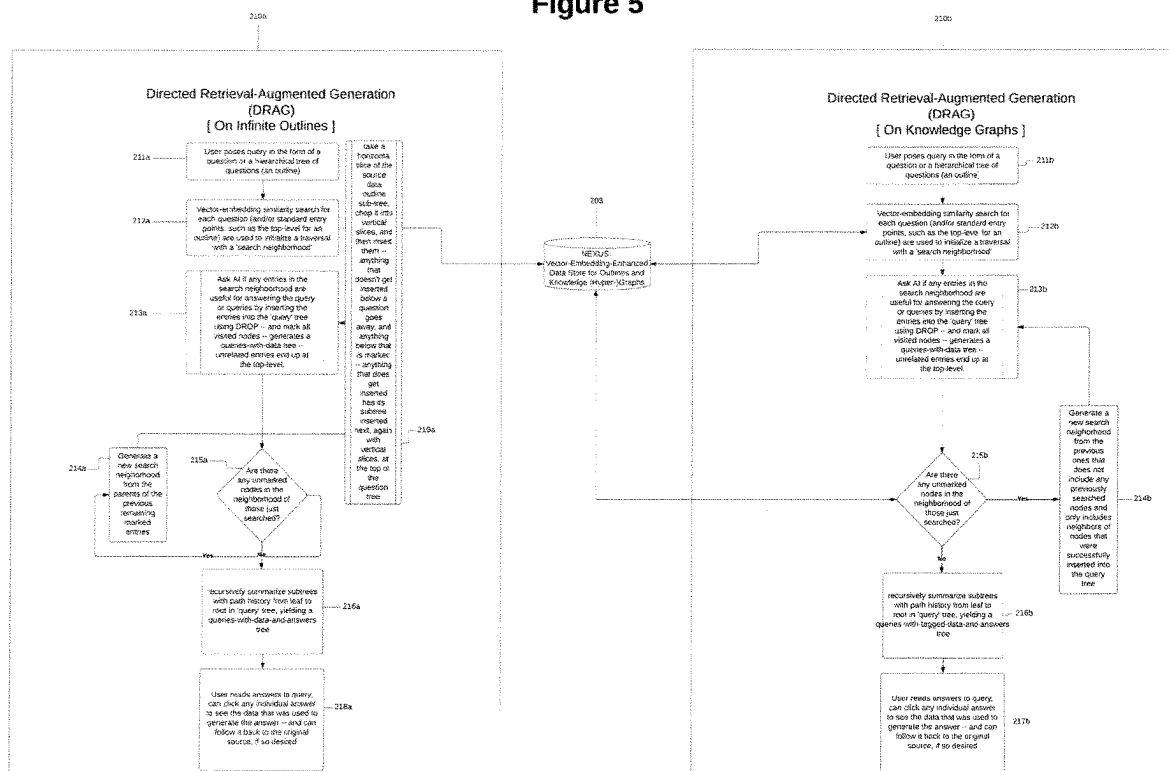 Figure 5
210a
Directed Retrieval-Augmented Generation
(DRAG)
[ On Infinite Outlines ]
211a
User poses query in the form of a
question or a hierarchical tree of
questions (an outline)
212a
Vector-embedding similarity search for
each question (and/or standard entry
points, such as the top-level for an
outline) are used to initialize a traversal
with a 'search neighborhood'
213a
Ask AI if any entries in the
search neighborhood are
useful for answering the query
or queries by inserting the
entries into the 'query' tree
using DROP -- and mark all
visited nodes -- generates a
queries-with-data tree --
unrelated entries end up at
the top-level.
take a
horizontal
slice of the
source
data
outline
sub-tree,
chop it into
vertical
slices, and
then insert
them --
anything
that
doesn't get
inserted
below a
question
goes
away, and
anything
below that
is marker
-- anything
that does
get
inserted
has its
subtree
inserted
next, again
with
vertical
slices, at
the top of
the
question
tree
219a
214a
Generate a
new search
neighorhood
from the
parents of the
previous
remaining
marked
entries
215a
Are there
any unmarked
nodes in the
neighborhood of
those just
searched?
Yes
No
216a
recursively summarize subtrees
with path history from leaf to
root in 'query' tree, yielding a
queries-with-data-and-answers
tree
218a
User reads answers to query,
can click any individual answer
to see the data that was used to
generate the answer -- and can
follow it back to the original
source, if so desired
203
NEXUS:
Vector-Embedding-Enhanced
Data Store for Outlines and
Knowledge (Hyper-)Graphs
210b
Directed Retrieval-Augmented Generation
(DRAG)
[ On Knowledge Graphs ]
User poses query in the form of a
question or a hierarchical tree of
questions (an outline)
211b
Vector-embedding similarity search for
each question (and/or standard entry
points, such as the top-level for an
outline) are used to initialize a traversal
with a 'search neighborhood'
212b
Ask AI if any entries in the
search neighborhood are
useful for answering the query
or queries by inserting the
entries into the 'query' tree
using DROP -- and mark all
visited nodes -- generates a
queries-with-data tree --
unrelated entries end up at
the top-level.
213b
Are there
any unmarked
nodes in the
neighborhood of
those just
searched?
215b
Yes
No
Generate a
new search
neighorhood
from the
previous
ones that
does not
include any
previously
searched
nodes and
only includes
neighbors of
nodes that
were
successfully
inserted into
the query
tree
214b
recursively summarize subtrees
with path history from leaf to
root in 'query' tree, yielding a
queries-with-tagged-data-and-answers
tree
216b
User reads answers to query,
can click any individual answer
to see the data that was used to
generate the answer -- and can
follow it back to the original
source, if so desired
217b